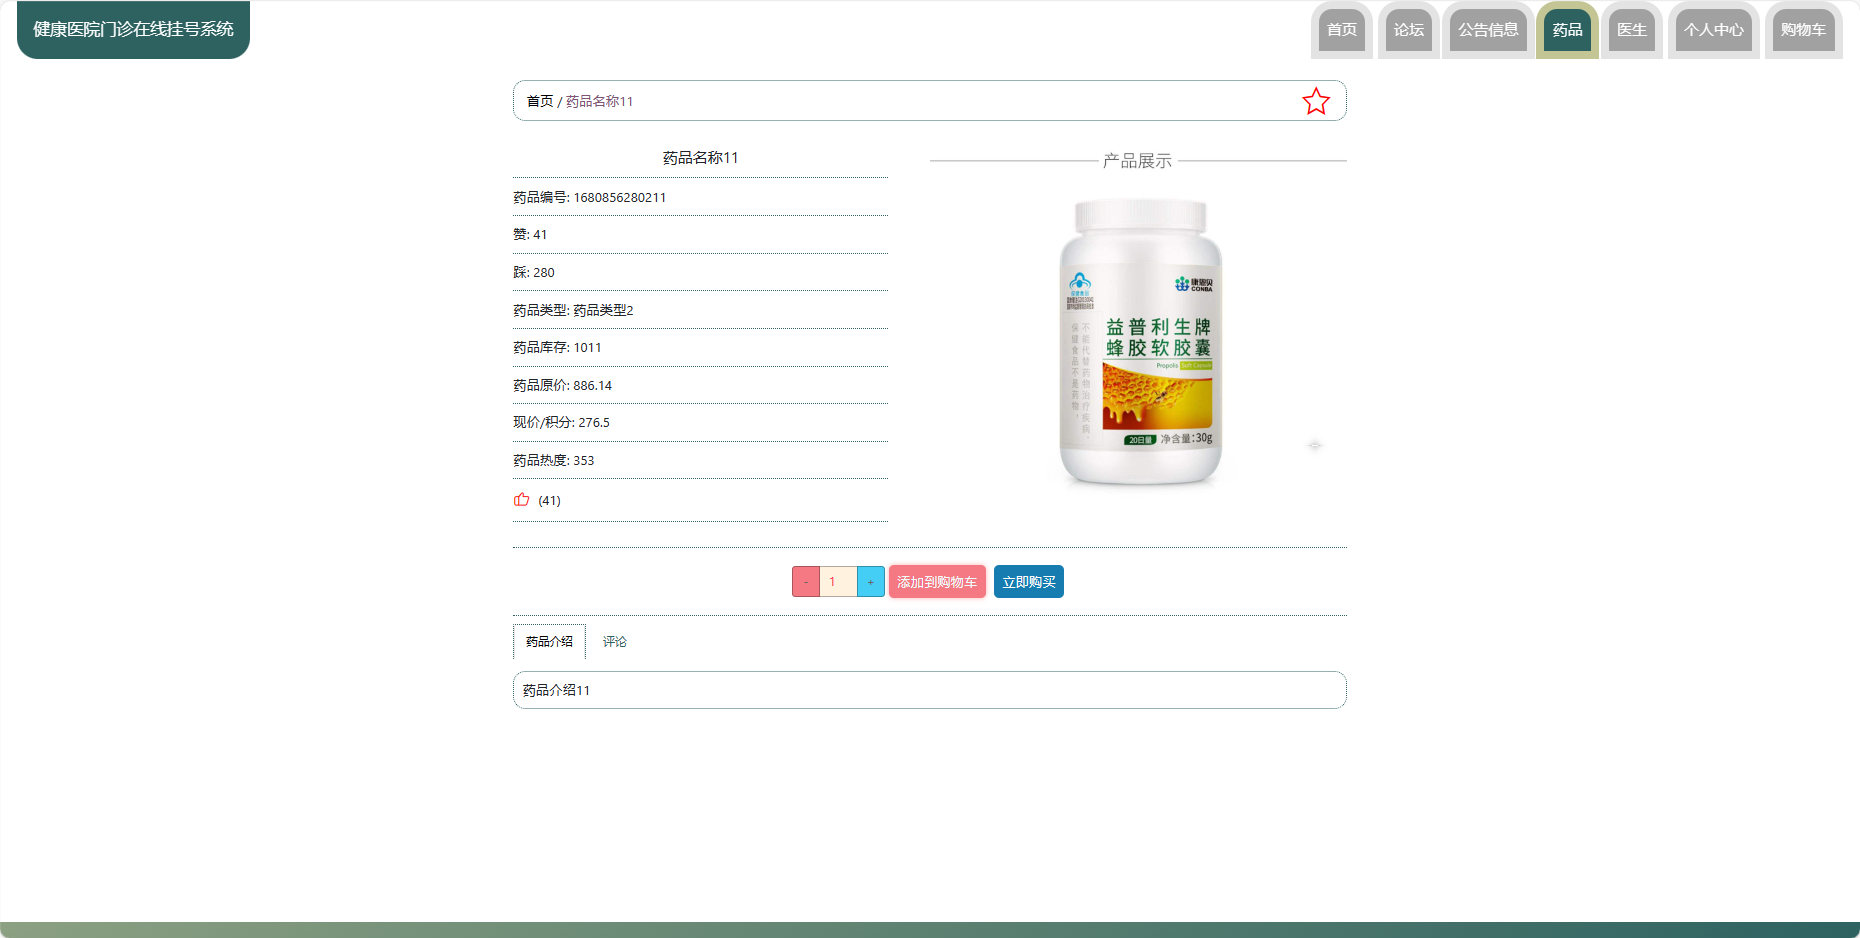 健康医院门诊在线挂号系统
首页 论坛 公告信息 药品 医生 个人中心 购物车
首页 / 药品名称11
药品名称11
药品编号: 1680856280211
赞: 41
踩: 280
药品类型: 药品类型2
药品库存: 1011
药品原价: 886.14
现价/积分: 276.5
药品热度: 353
(41)
产品展示
康恩贝
CONBA
益普利生牌
蜂胶软胶囊
Propolis Soft Capsule
不能代替药物治疗疾病。
保健食品不是药物,
20日量 净含量:30g
- 1 + 添加到购物车 立即购买
药品介绍 评论
药品介绍11